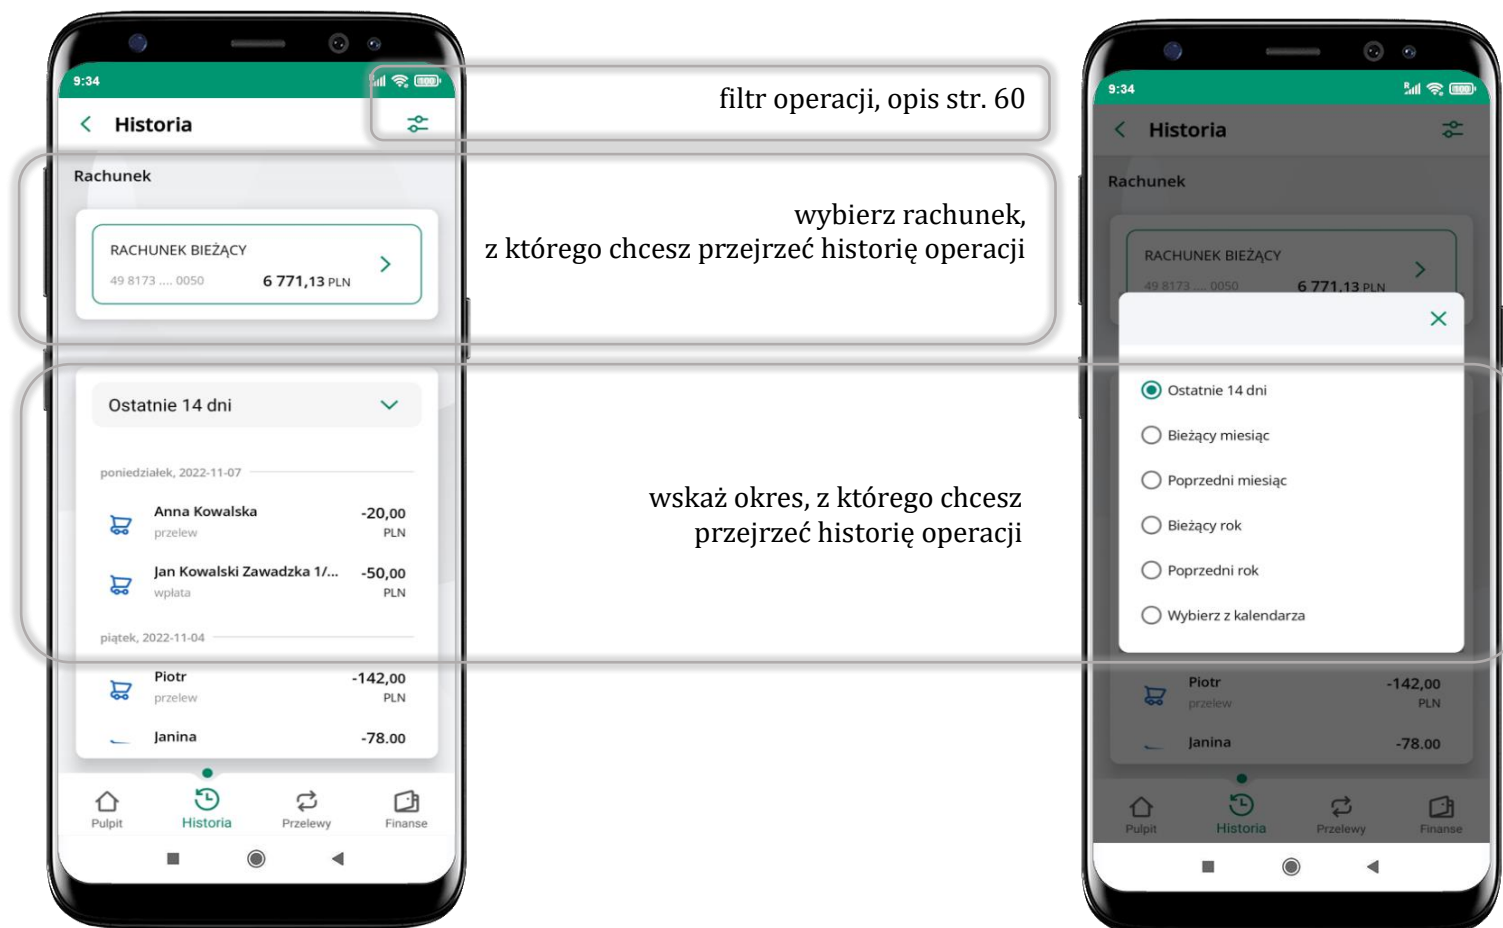 9:34
Historia
Rachunek
RACHUNEK BIEŻĄCY
49 8173 .... 0050 6 771,13 PLN
Ostatnie 14 dni
poniedziałek, 2022-11-07
Anna Kowalska -20,00
przelew PLN
Jan Kowalski Zawadzka 1/... -50,00
wpłata PLN
piątek, 2022-11-04
Piotr -142,00
przelew PLN
Janina -78.00
Pulpit Historia Przelewy Finanse
filtr operacji, opis str. 60
wybierz rachunek,
z którego chcesz przejrzeć historię operacji
wskaż okres, z którego chcesz
przejrzeć historię operacji
9:34
Historia
Rachunek
RACHUNEK BIEŻĄCY
49 8173 .... 0050 6 771,13 PLN
Ostatnie 14 dni
Bieżący miesiąc
Poprzedni miesiąc
Bieżący rok
Poprzedni rok
Wybierz z kalendarza
Piotr -142,00
przelew PLN
Janina -78.00
Pulpit Historia Przelewy Finanse